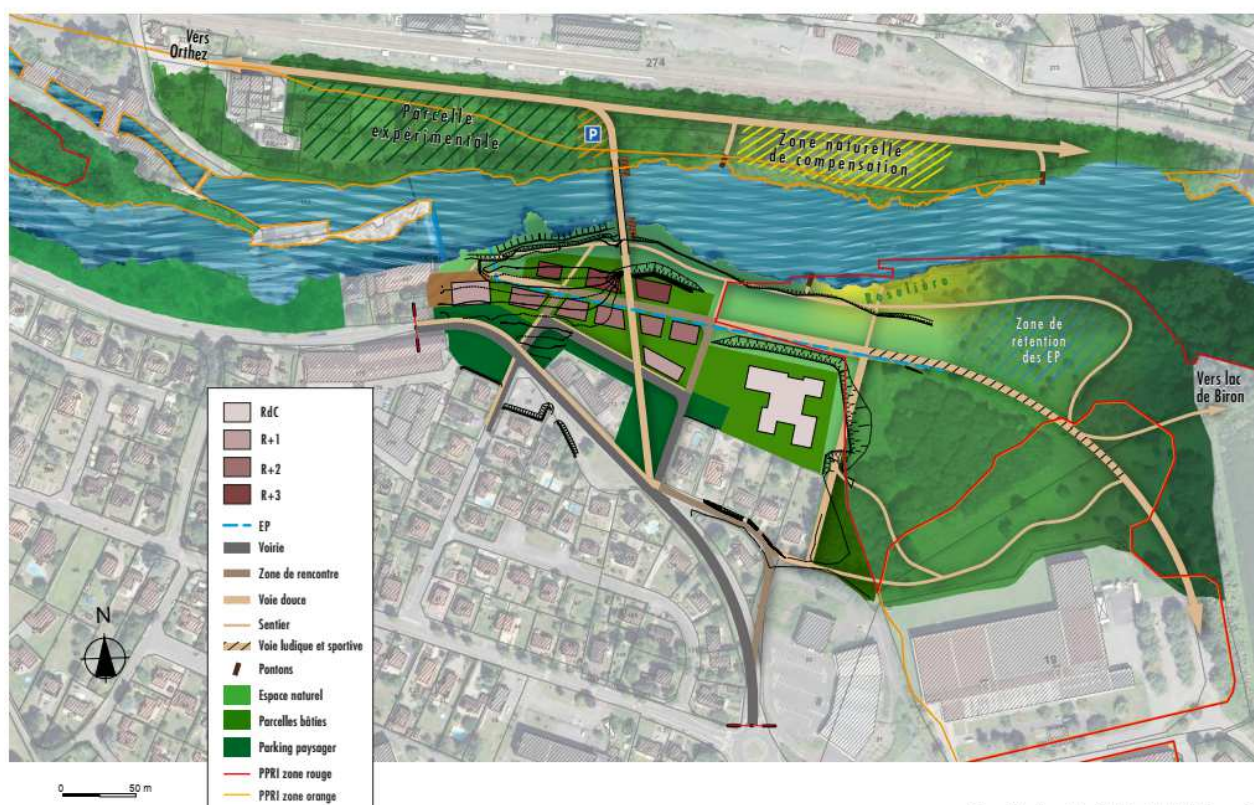 Vers
Orthez
274
Parcelle
expérimentale
P
Zone naturelle
de compensation
Roselière
Zone de
rétention
des EP
Vers lac
de Biron
19
RdC
R+1
R+2
R+3
EP
Voirie
Zone de rencontre
Voie douce
Sentier
Voie ludique et sportive
Pontons
Espace naturel
Parcelles bâties
Parking paysager
PPRI zone rouge
PPRI zone orange
N
0 50 m